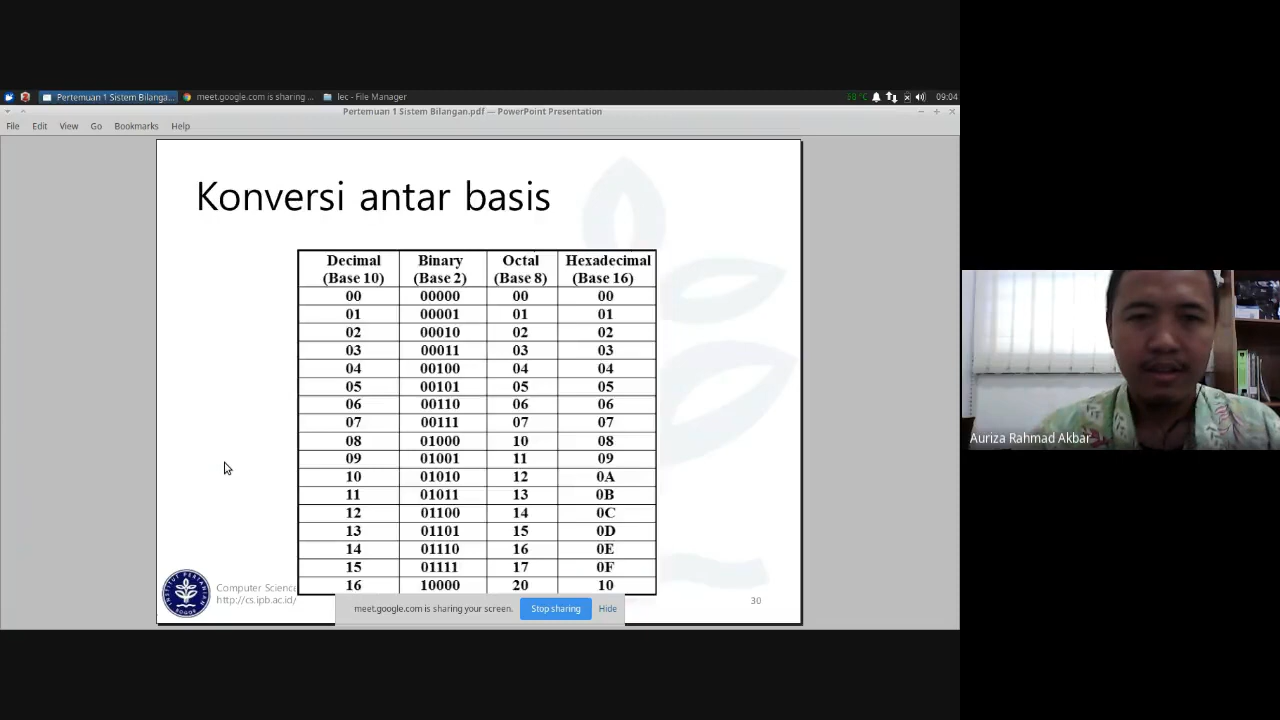 Pertemuan 1 Sistem Bilanga... meet.google.com is sharing ... lec - File Manager 68 °C 09:04
Pertemuan 1 Sistem Bilangan.pdf — PowerPoint Presentation
File Edit View Go Bookmarks Help
Konversi antar basis
Decimal (Base 10) Binary (Base 2) Octal (Base 8) Hexadecimal (Base 16)
00 00000 00 00
01 00001 01 01
02 00010 02 02
03 00011 03 03
04 00100 04 04
05 00101 05 05
06 00110 06 06
07 00111 07 07
08 01000 10 08
09 01001 11 09
10 01010 12 0A
11 01011 13 0B
12 01100 14 0C
13 01101 15 0D
14 01110 16 0E
15 01111 17 0F
16 10000 20 10
Computer Science
http://cs.ipb.ac.id/
30
meet.google.com is sharing your screen. Stop sharing Hide
Auriza Rahmad Akbar
INSTITUT PERTANIAN
BOGOR